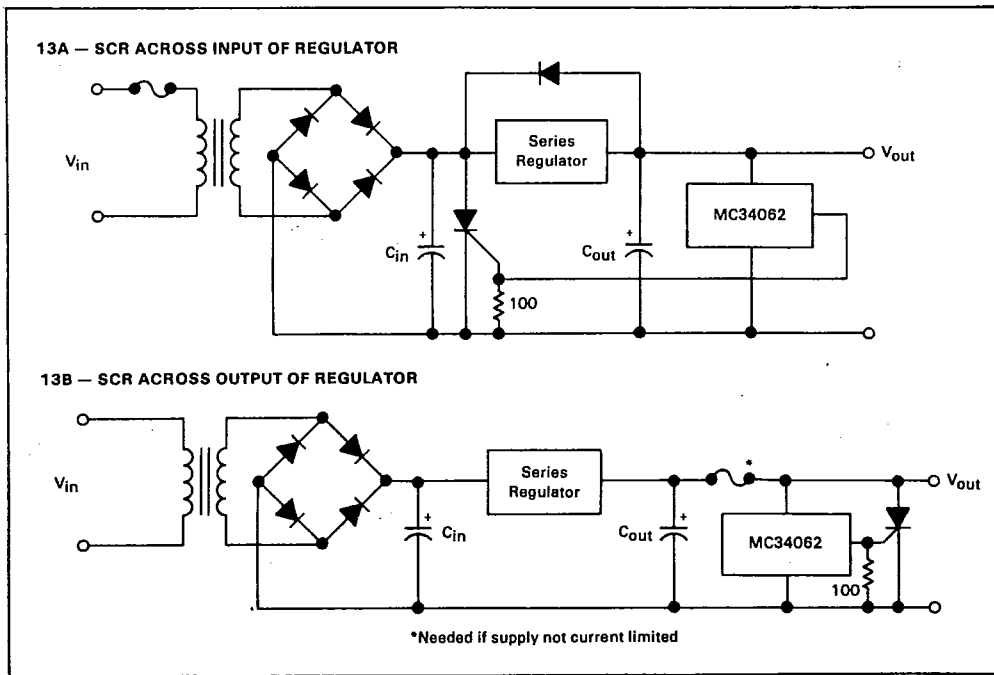 13A — SCR ACROSS INPUT OF REGULATOR
Vin
Series
Regulator
Vout
MC34062
+
Cin
+
Cout
100
13B — SCR ACROSS OUTPUT OF REGULATOR
Vin
Series
Regulator
*
Vout
+
Cin
+
Cout
MC34062
100
*Needed if supply not current limited